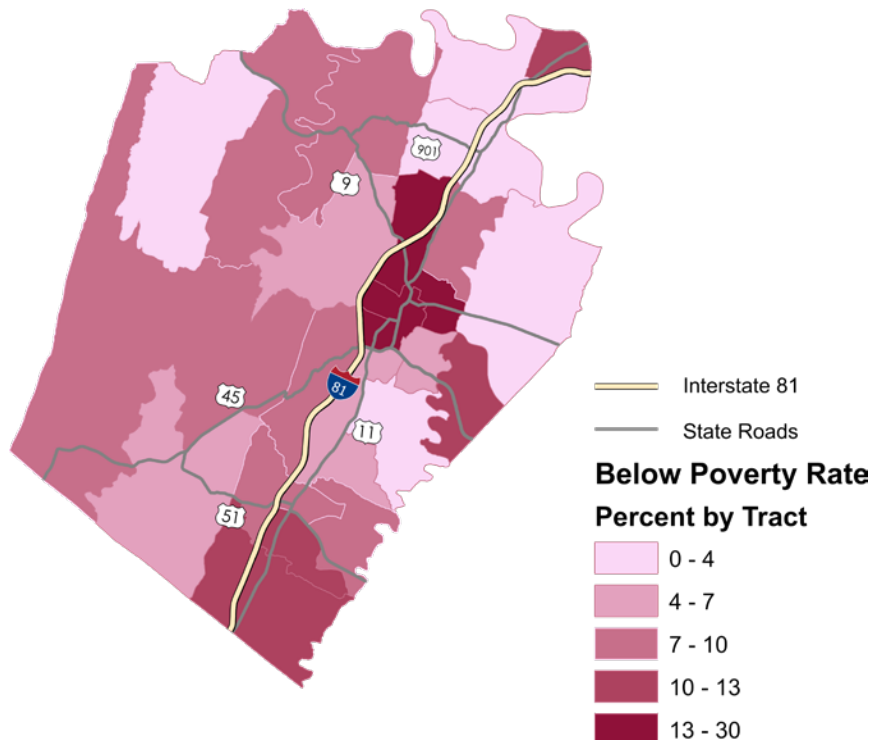 901
9
81
45
11
51
Interstate 81
State Roads
Below Poverty Rate
Percent by Tract
0 - 4
4 - 7
7 - 10
10 - 13
13 - 30